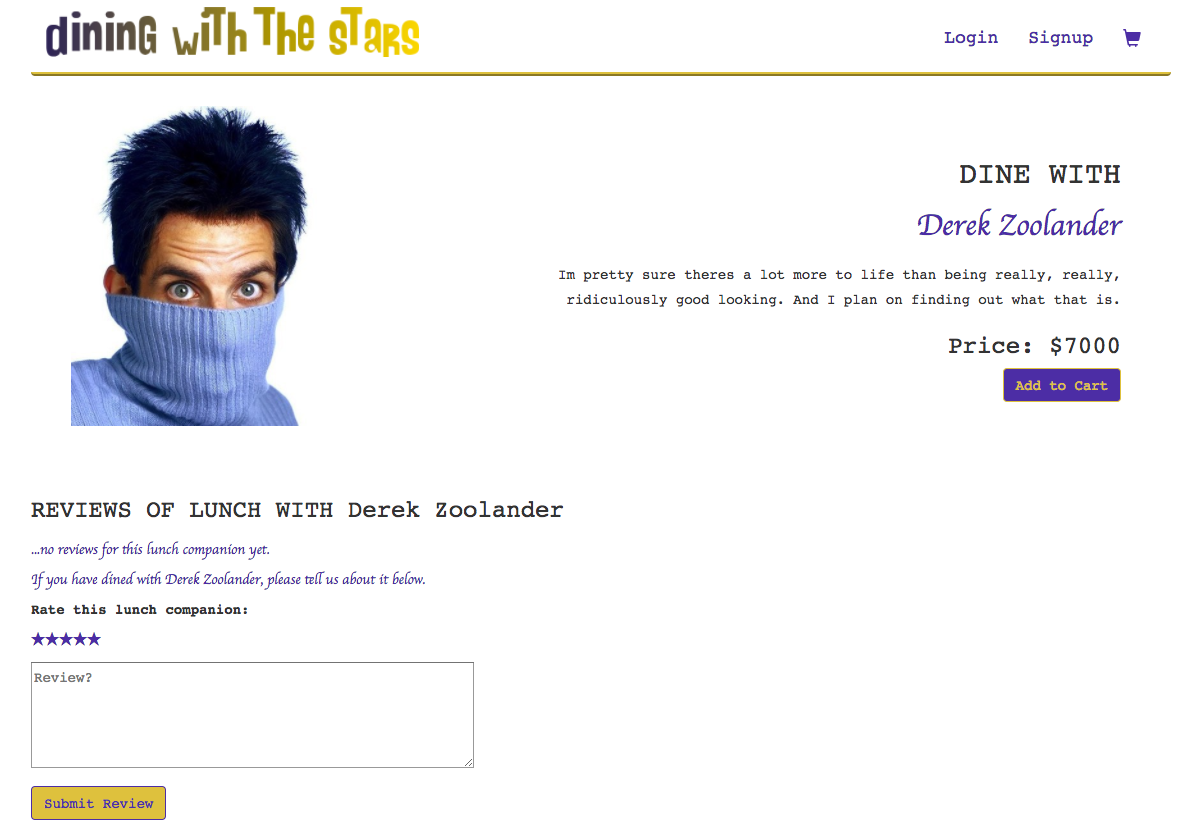 dining with the stars
Login Signup
DINE WITH
Derek Zoolander
Im pretty sure theres a lot more to life than being really, really,
ridiculously good looking. And I plan on finding out what that is.
Price: $7000
Add to Cart
REVIEWS OF LUNCH WITH Derek Zoolander
...no reviews for this lunch companion yet.
If you have dined with Derek Zoolander, please tell us about it below.
Rate this lunch companion:
★★★★★
Review?
Submit Review